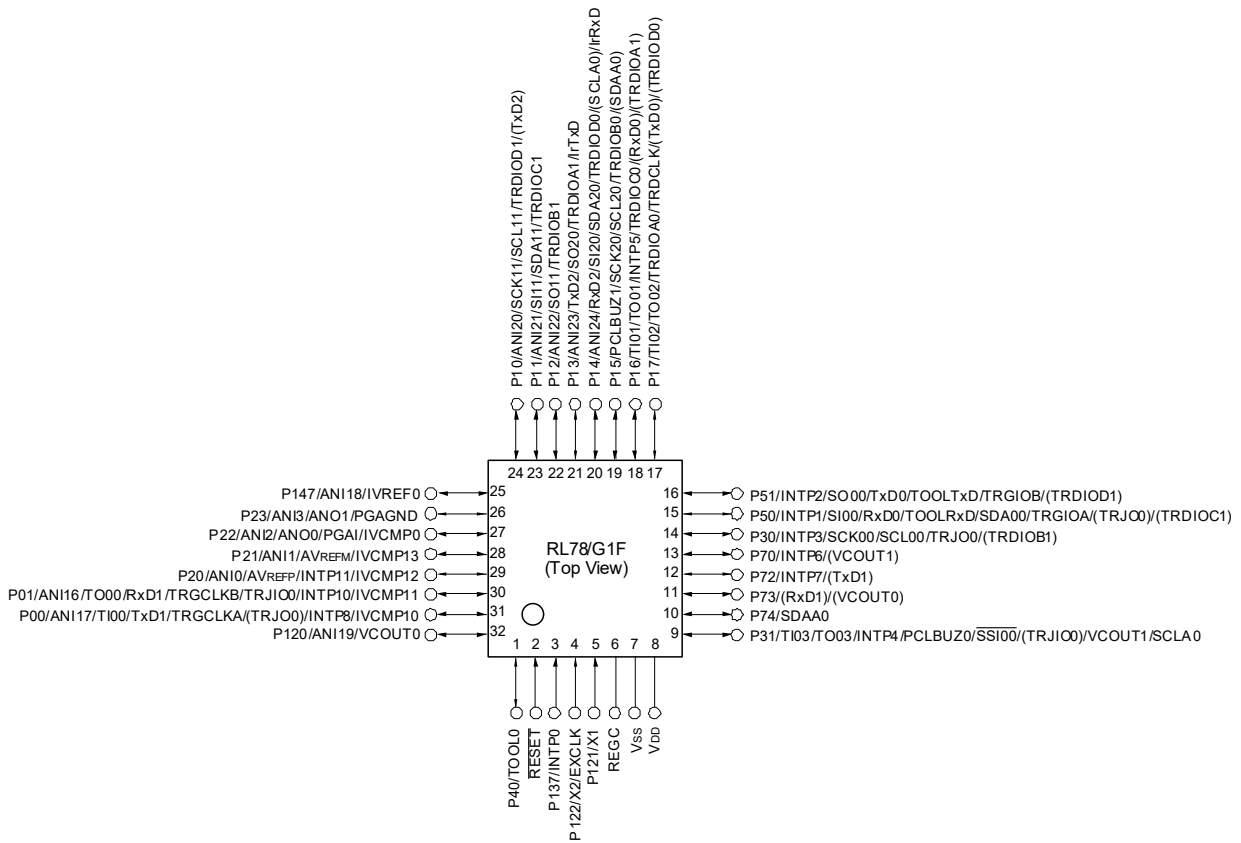 P10/ANI20/SCK11/SCL11/TRDIOD1/(TxD2)
P11/ANI21/SI11/SDA11/TRDIOC1
P12/ANI22/SO11/TRDIOB1
P13/ANI23/TxD2/SO20/TRDIOA1/IrTxD
P14/ANI24/RxD2/SI20/SDA20/TRDIOD0/(SCLA0)/IrRxD
P15/PCLBUZ1/SCK20/SCL20/TRDIOB0/(SDAA0)
P16/TI01/TO01/INTP5/TRDIOC0/(RxD0)/(TRDIOA1)
P17/TI02/TO02/TRDIOA0/TRDCLK/(TxD0)/(TRDIOD0)
24 23 22 21 20 19 18 17
P147/ANI18/IVREF0 25
P23/ANI3/ANO1/PGAGND 26
P22/ANI2/ANO0/PGAI/IVCMP0 27
P21/ANI1/AVREFM/IVCMP13 28
P20/ANI0/AVREFP/INTP11/IVCMP12 29
P01/ANI16/TO00/RxD1/TRGCLKB/TRJIO0/INTP10/IVCMP11 30
P00/ANI17/TI00/TxD1/TRGCLKA/(TRJO0)/INTP8/IVCMP10 31
P120/ANI19/VCOUT0 32
RL78/G1F
(Top View)
16 P51/INTP2/SO00/TxD0/TOOLTxD/TRGIOB/(TRDIOD1)
15 P50/INTP1/SI00/RxD0/TOOLRxD/SDA00/TRGIOA/(TRJO0)/(TRDIOC1)
14 P30/INTP3/SCK00/SCL00/TRJO0/(TRDIOB1)
13 P70/INTP6/(VCOUT1)
12 P72/INTP7/(TxD1)
11 P73/(RxD1)/(VCOUT0)
10 P74/SDAA0
9 P31/TI03/TO03/INTP4/PCLBUZ0/SSI00/(TRJIO0)/VCOUT1/SCLA0
1 2 3 4 5 6 7 8
P40/TOOL0
RESET
P137/INTP0
P122/X2/EXCLK
P121/X1
REGC
VSS
VDD